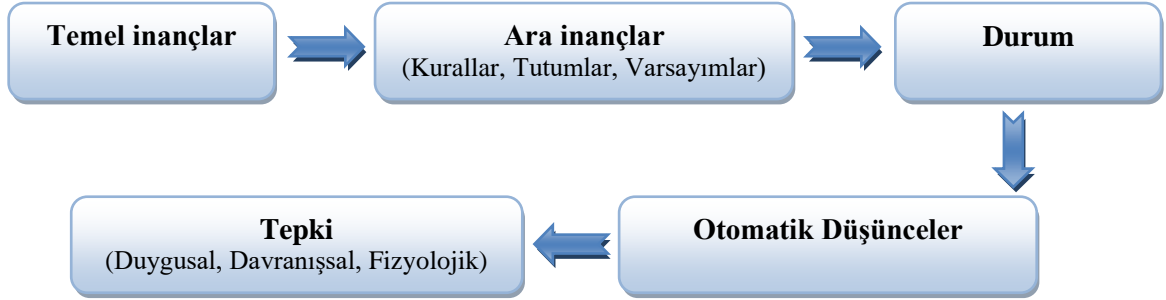 Temel inançlar
Ara inançlar
(Kurallar, Tutumlar, Varsayımlar)
Durum
Otomatik Düşünceler
Tepki
(Duygusal, Davranışsal, Fizyolojik)